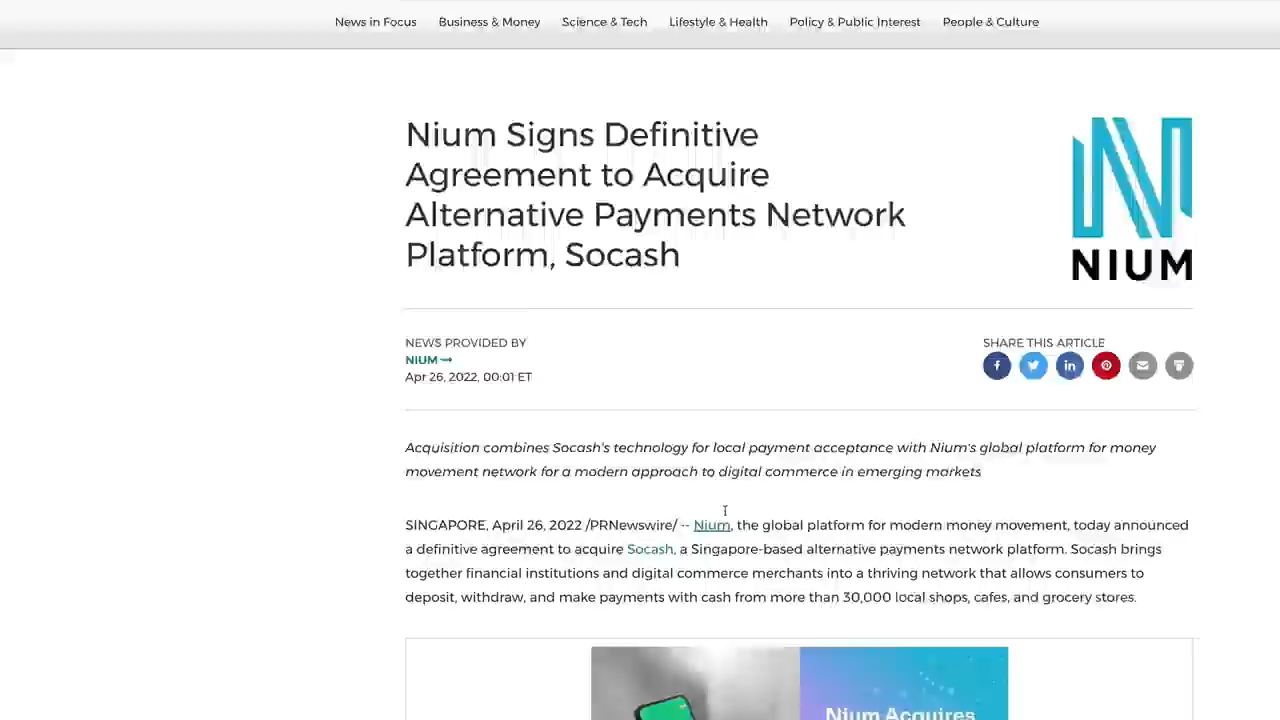 News in Focus Business & Money Science & Tech Lifestyle & Health Policy & Public Interest People & Culture
Nium Signs Definitive
Agreement to Acquire
Alternative Payments Network
Platform, Socash
NIUM
NEWS PROVIDED BY
NIUM
Apr 26, 2022, 00:01 ET
SHARE THIS ARTICLE
Acquisition combines Socash's technology for local payment acceptance with Nium's global platform for money
movement network for a modern approach to digital commerce in emerging markets
SINGAPORE, April 26, 2022 /PRNewswire/ -- Nium, the global platform for modern money movement, today announced
a definitive agreement to acquire Socash, a Singapore-based alternative payments network platform. Socash brings
together financial institutions and digital commerce merchants into a thriving network that allows consumers to
deposit, withdraw, and make payments with cash from more than 30,000 local shops, cafes, and grocery stores.
Nium Acquires